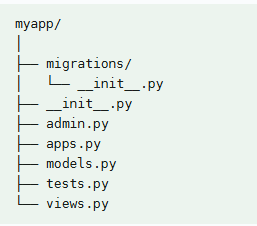 myapp/
│
├── migrations/
│   └── __init__.py
├── __init__.py
├── admin.py
├── apps.py
├── models.py
├── tests.py
└── views.py